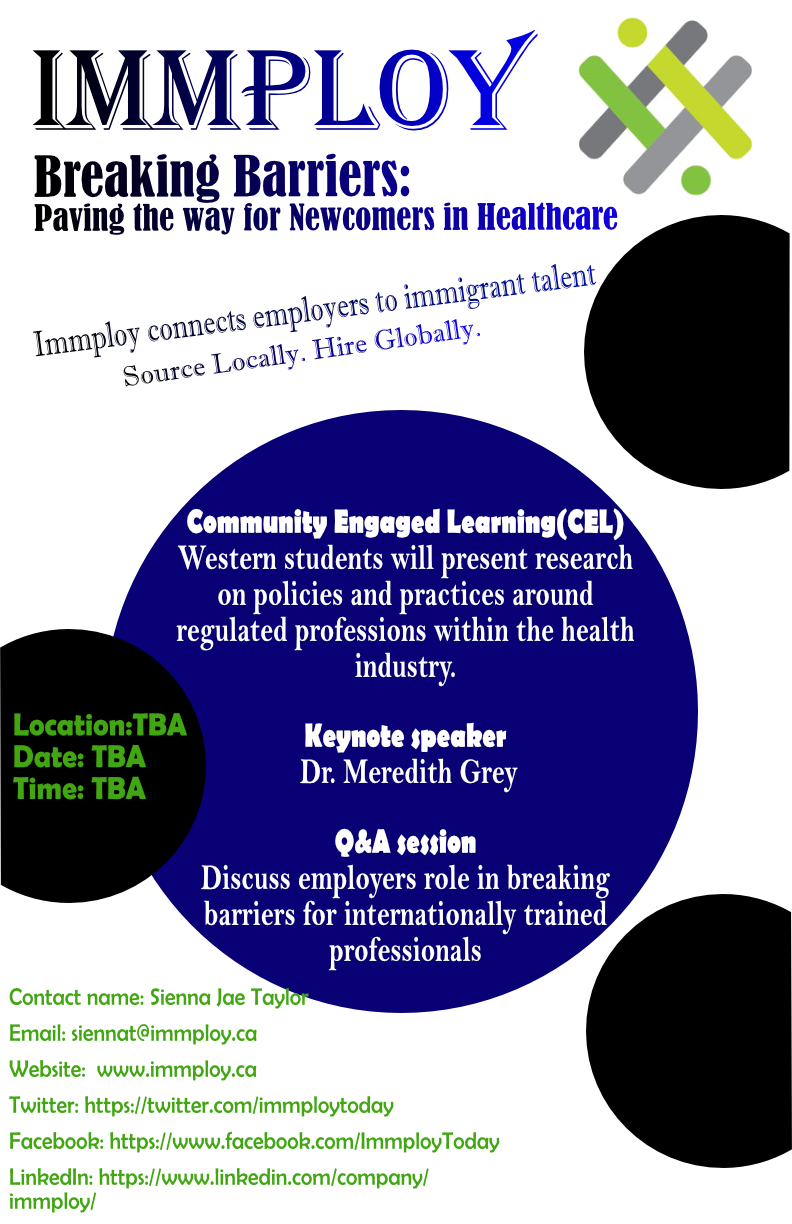 IMMPLOY
Breaking Barriers:
Paving the way for Newcomers in Healthcare
Immploy connects employers to immigrant talent
Source Locally. Hire Globally.
Community Engaged Learning(CEL)
Western students will present research
on policies and practices around
regulated professions within the health
industry.
Keynote speaker
Dr. Meredith Grey
Q&A session
Discuss employers role in breaking
barriers for internationally trained
professionals
Location:TBA
Date: TBA
Time: TBA
Contact name: Sienna Jae Taylor
Email: siennat@immploy.ca
Website:  www.immploy.ca
Twitter: https://twitter.com/immploytoday
Facebook: https://www.facebook.com/ImmployToday
LinkedIn: https://www.linkedin.com/company/
immploy/